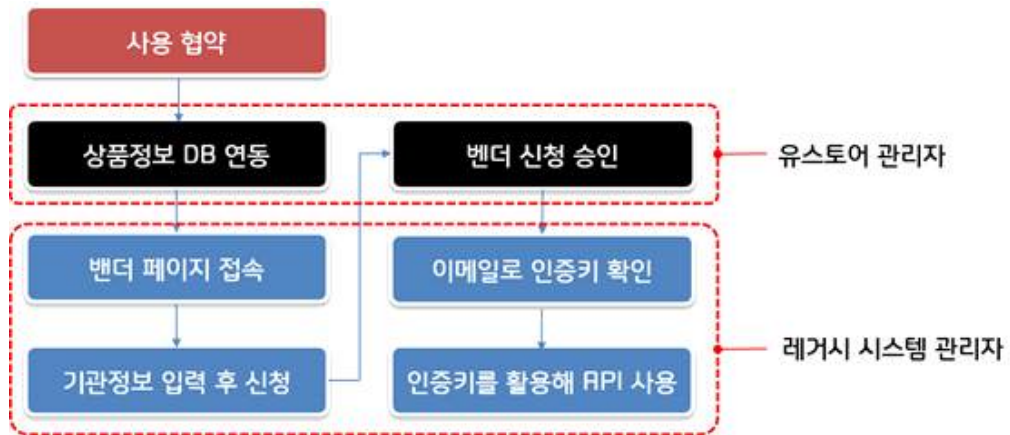 사용 협약
상품정보 DB 연동
벤더 신청 승인
유스토어 관리자
밴더 페이지 접속
이메일로 인증키 확인
레거시 시스템 관리자
기관정보 입력 후 신청
인증키를 활용해 API 사용